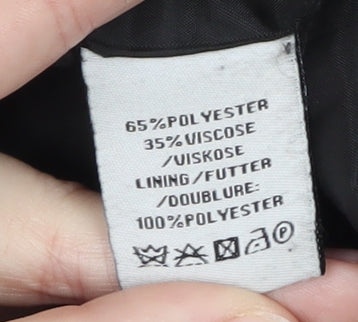 65%POLYESTER
35%VISCOSE
/VISKOSE
LINING/FUTTER
/DOUBLURE:
100%POLYESTER
P